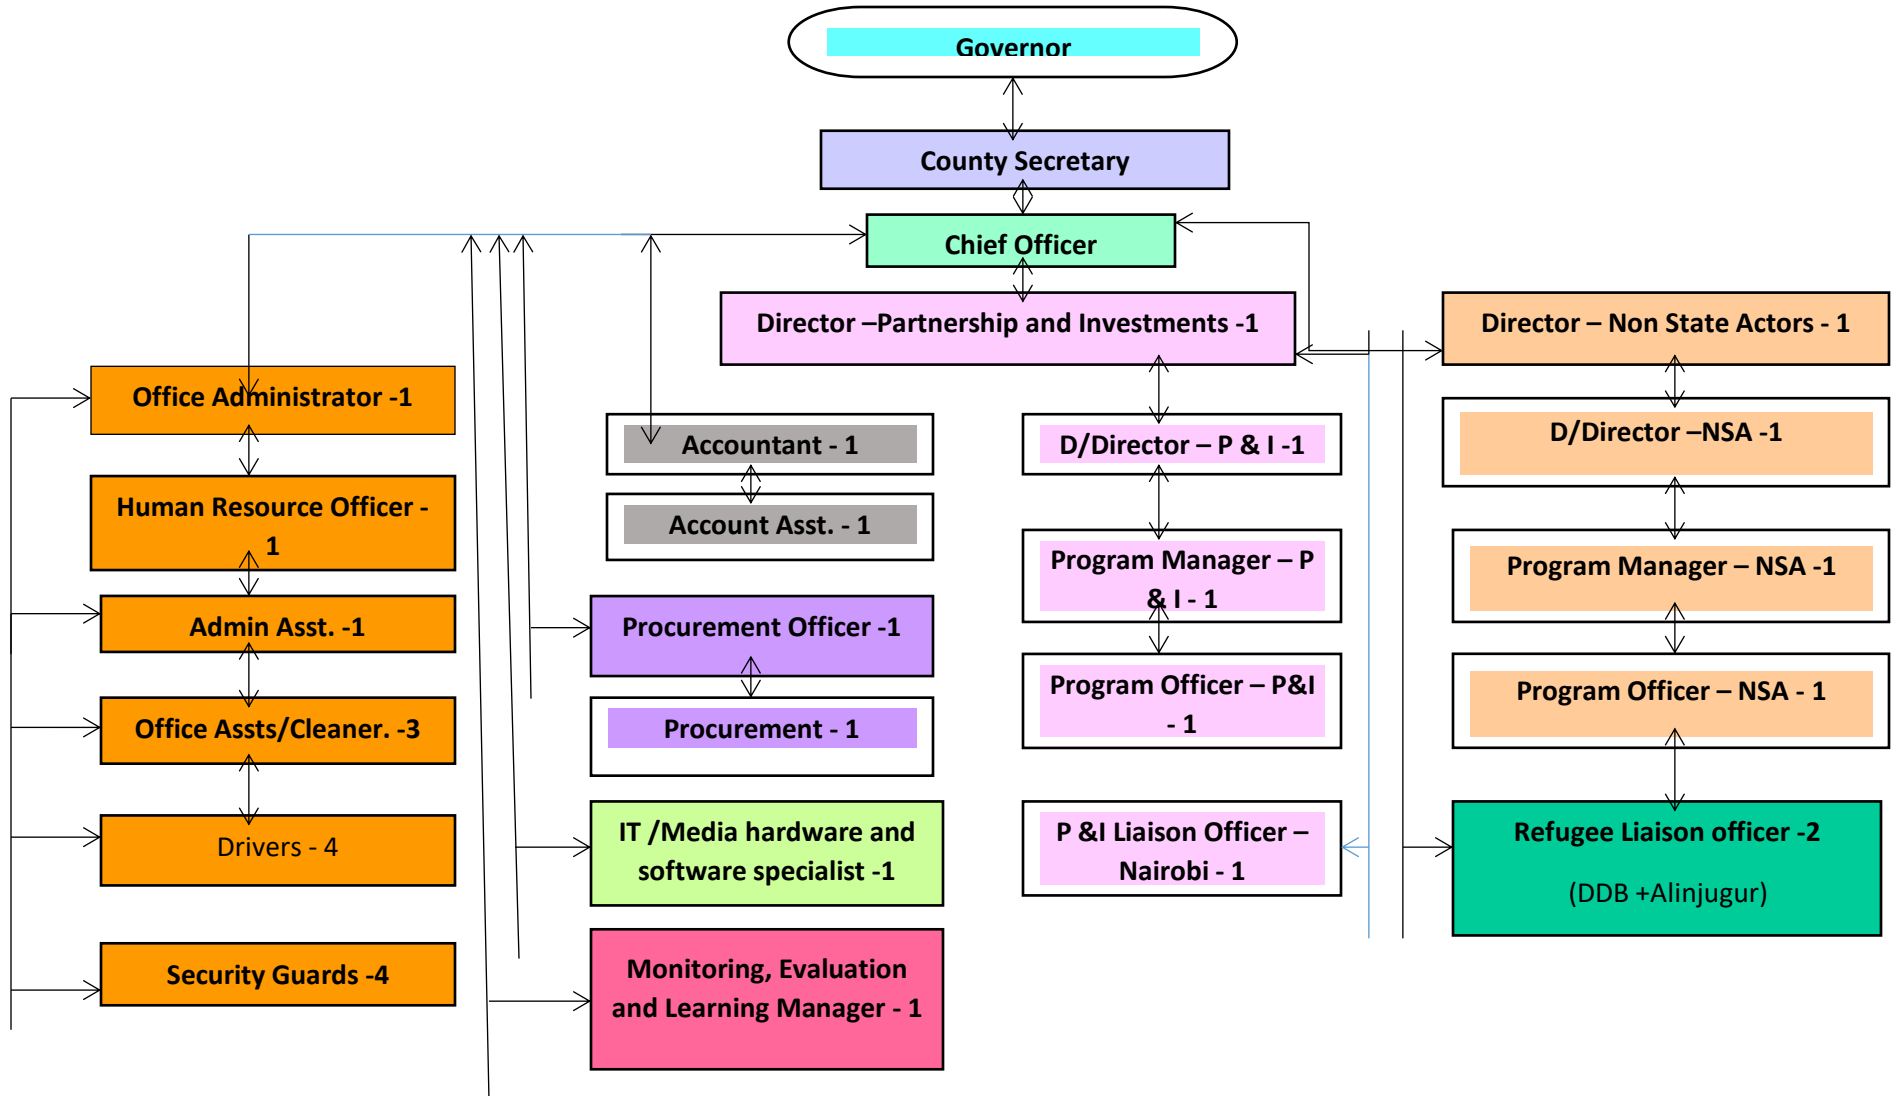 Governor
County Secretary
Chief Officer
Director –Partnership and Investments -1
Director – Non State Actors - 1
Office Administrator -1
Accountant - 1
D/Director – P & I -1
D/Director –NSA -1
Human Resource Officer -
1
Account Asst. - 1
Program Manager – P
& I - 1
Program Manager – NSA -1
Admin Asst. -1
Procurement Officer -1
Program Officer – P&I
- 1
Program Officer – NSA - 1
Office Assts/Cleaner. -3
Procurement - 1
Drivers - 4
IT /Media hardware and
software specialist -1
P &I Liaison Officer –
Nairobi - 1
Refugee Liaison officer -2
(DDB +Alinjugur)
Security Guards -4
Monitoring, Evaluation
and Learning Manager - 1